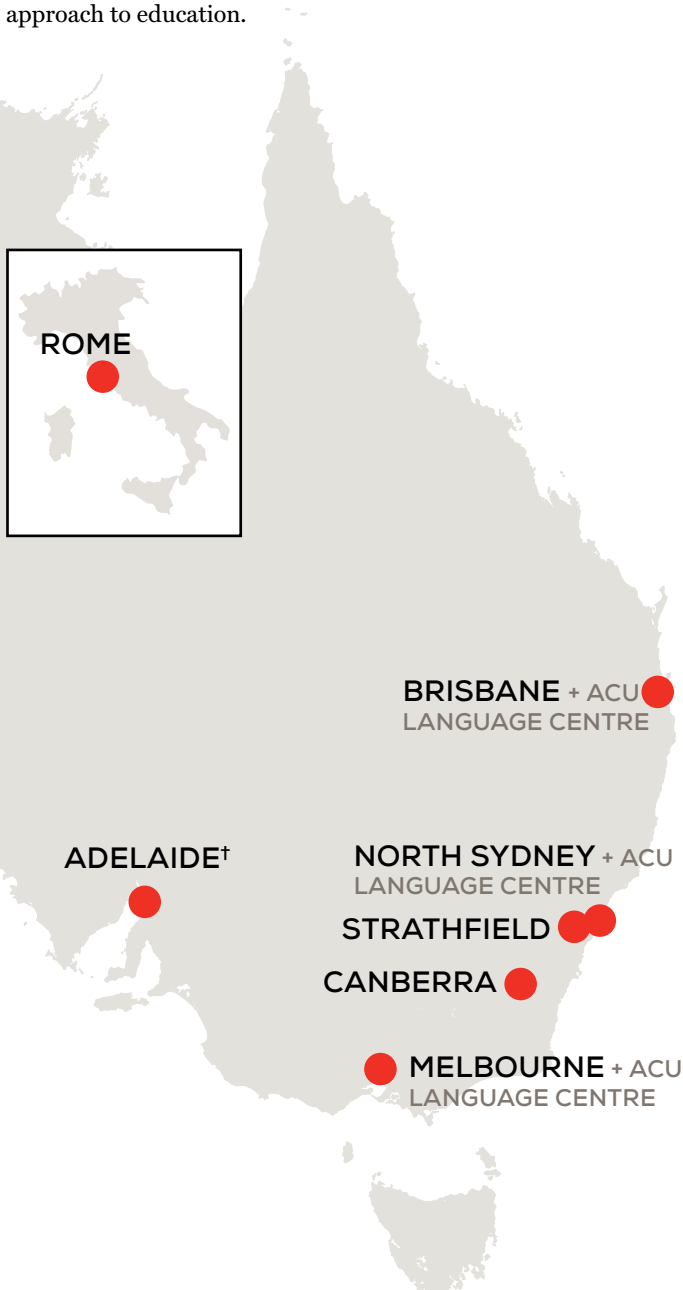 approach to education.
ROME
BRISBANE + ACU
LANGUAGE CENTRE
ADELAIDE†
NORTH SYDNEY + ACU
LANGUAGE CENTRE
STRATHFIELD
CANBERRA
MELBOURNE + ACU
LANGUAGE CENTRE